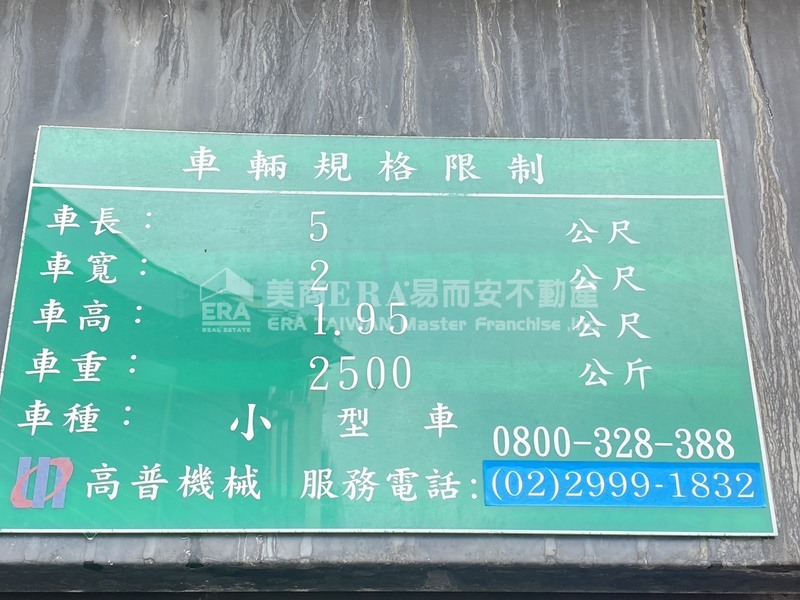 車輛規格限制
車長： 5 公尺
車寬： 2 公尺
美商ERA易而安不動產
ERA
REAL ESTATE
ERA TAIWAN Master Franchise
車高： 1.95 公尺
車重： 2500 公斤
車種： 小型車
0800-328-388
高普機械 服務電話：(02)2999-1832